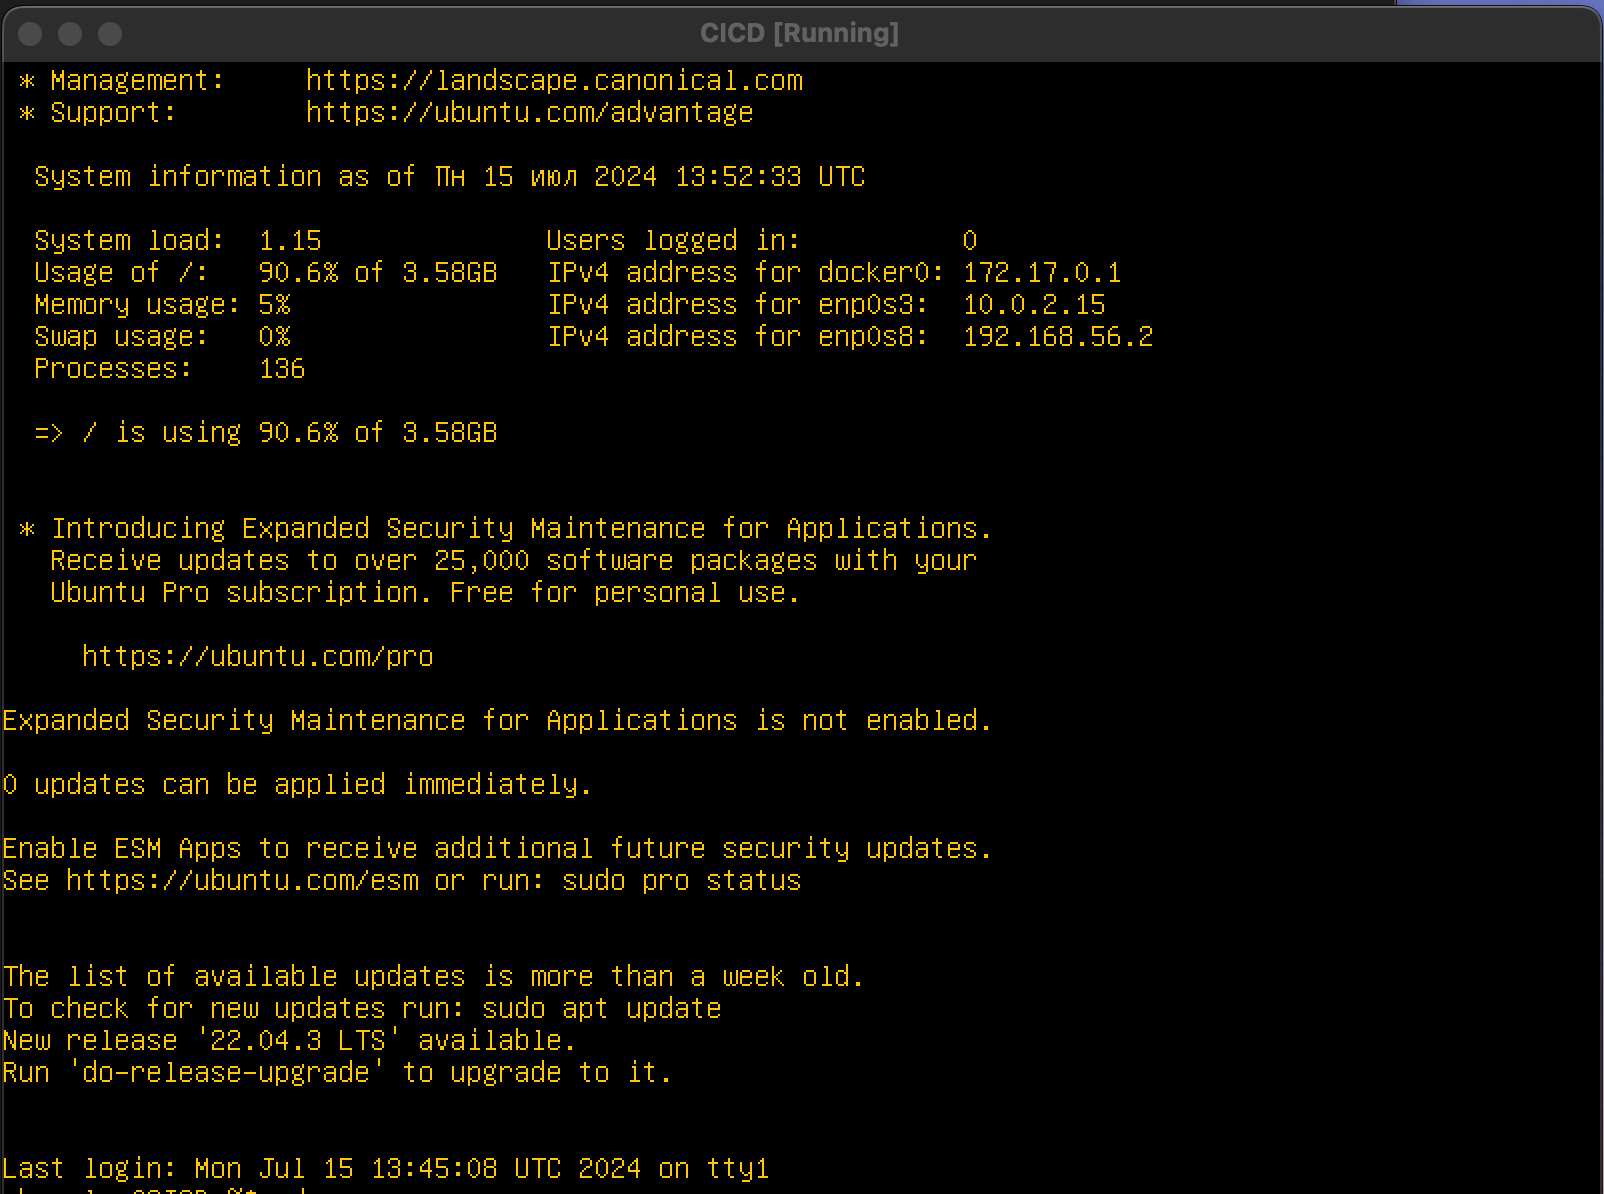 CICD [Running]
* Management:     https://landscape.canonical.com
* Support:        https://ubuntu.com/advantage
System information as of Пн 15 июл 2024 13:52:33 UTC
System load:  1.15              Users logged in:          0
Usage of /:   90.6% of 3.58GB   IPv4 address for docker0: 172.17.0.1
Memory usage: 5%                IPv4 address for enp0s3:  10.0.2.15
Swap usage:   0%                IPv4 address for enp0s8:  192.168.56.2
Processes:    136
=> / is using 90.6% of 3.58GB
* Introducing Expanded Security Maintenance for Applications.
Receive updates to over 25,000 software packages with your
Ubuntu Pro subscription. Free for personal use.
https://ubuntu.com/pro
Expanded Security Maintenance for Applications is not enabled.
0 updates can be applied immediately.
Enable ESM Apps to receive additional future security updates.
See https://ubuntu.com/esm or run: sudo pro status
The list of available updates is more than a week old.
To check for new updates run: sudo apt update
New release '22.04.3 LTS' available.
Run 'do-release-upgrade' to upgrade to it.
Last login: Mon Jul 15 13:45:08 UTC 2024 on tty1